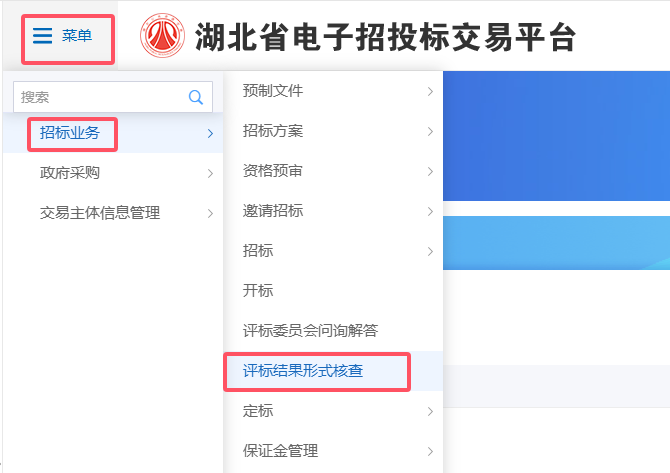 菜单
湖北省电子招投标交易平台
搜索
招标业务
政府采购
交易主体信息管理
预制文件
招标方案
资格预审
邀请招标
招标
开标
评标委员会问询解答
评标结果形式核查
定标
保证金管理